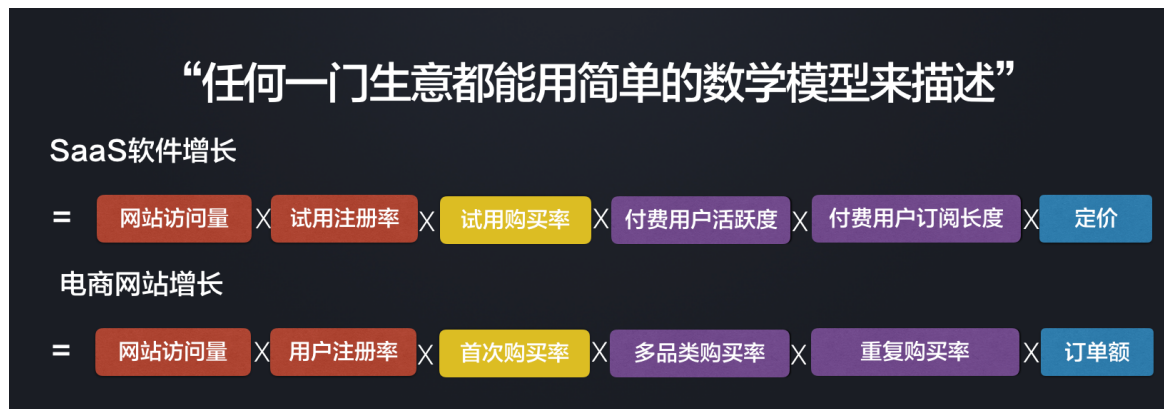 “任何一门生意都能用简单的数学模型来描述”
SaaS软件增长
= 网站访问量 X 试用注册率 X 试用购买率 X 付费用户活跃度 X 付费用户订阅长度 X 定价
电商网站增长
= 网站访问量 X 用户注册率 X 首次购买率 X 多品类购买率 X 重复购买率 X 订单额